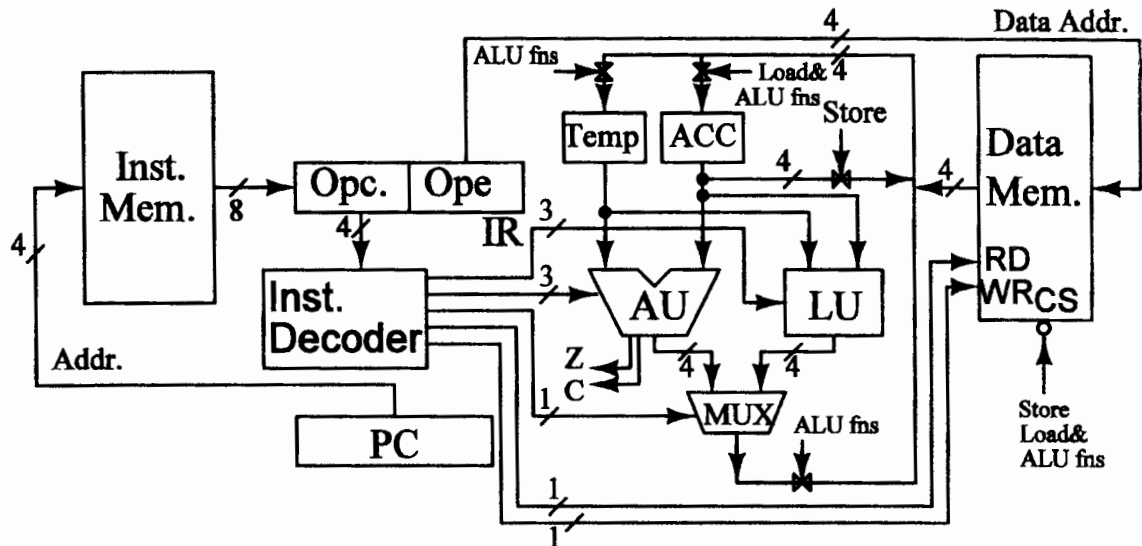 4
Data Addr.
ALU fns
4
Load&
ALU fns
Store
Inst.
Mem.
Temp
ACC
Data
Mem.
8
Opc.
Ope
4
4
4
4
3
IR
RD
Inst.
Decoder
3
AU
LU
WR
CS
Addr.
Z
C
4
4
1
MUX
ALU fns
Store
Load&
ALU fns
PC
1
1